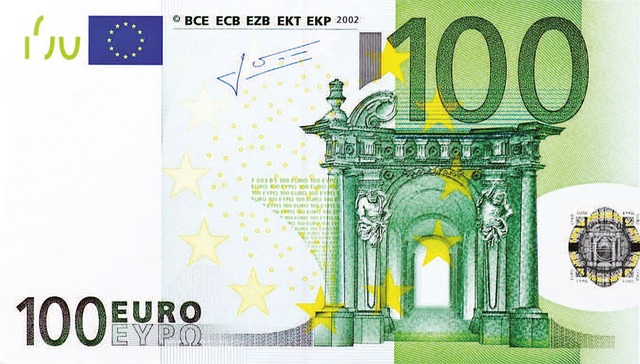 © BCE ECB EZB EKT EKP 2002
100
100 EURO
ΕΥΡΩ